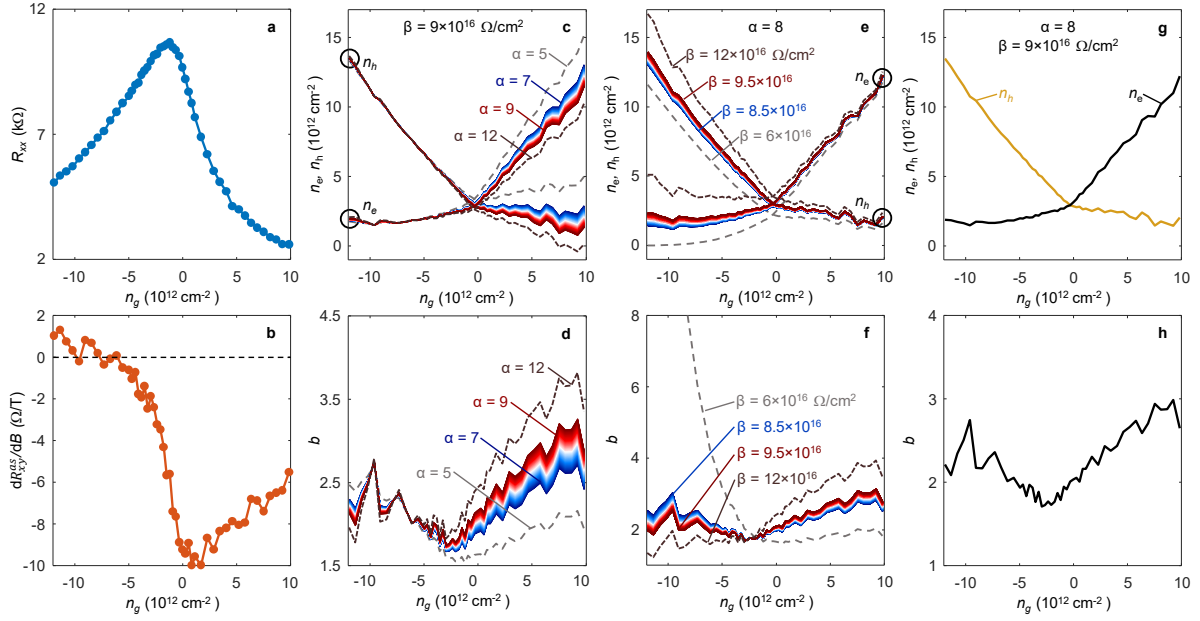 a
12
7
2
R_xx (kΩ)
-10 -5 0 5 10
n_g (10^12 cm^-2)
c
β = 9×10^16 Ω/cm^2
15
10
5
0
n_e, n_h (10^12 cm^-2)
n_h
n_e
α = 5
α = 7
α = 9
α = 12
-10 -5 0 5 10
n_g (10^12 cm^-2)
e
α = 8
15
10
5
0
n_e, n_h (10^12 cm^-2)
β = 12×10^16 Ω/cm^2
β = 9.5×10^16
β = 8.5×10^16
β = 6×10^16
n_e
n_h
-10 -5 0 5 10
n_g (10^12 cm^-2)
g
α = 8
β = 9×10^16 Ω/cm^2
15
10
5
0
n_e, n_h (10^12 cm^-2)
n_h
n_e
-10 -5 0 5 10
n_g (10^12 cm^-2)
b
2
0
-2
-4
-6
-8
-10
dR_xy^as/dB (Ω/T)
-10 -5 0 5 10
n_g (10^12 cm^-2)
d
4.5
3.5
2.5
1.5
b
α = 12
α = 9
α = 7
α = 5
-10 -5 0 5 10
n_g (10^12 cm^-2)
f
8
6
4
2
b
β = 6×10^16 Ω/cm^2
β = 8.5×10^16
β = 9.5×10^16
β = 12×10^16
-10 -5 0 5 10
n_g (10^12 cm^-2)
h
4
3
2
1
b
-10 -5 0 5 10
n_g (10^12 cm^-2)